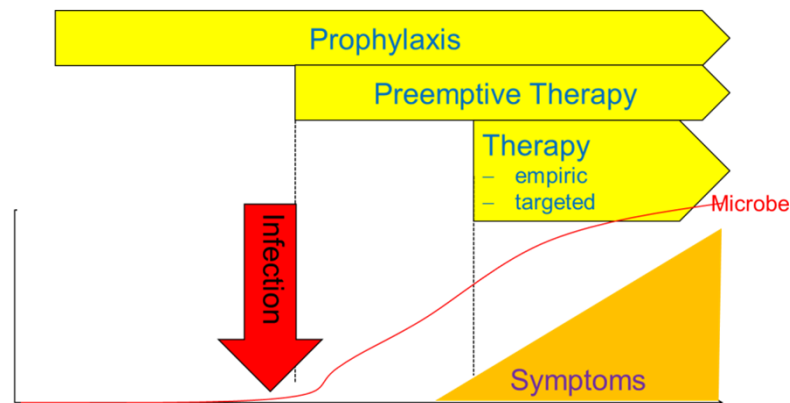 Prophylaxis
Preemptive Therapy
Therapy
– empiric
– targeted
Microbe
Infection
Symptoms